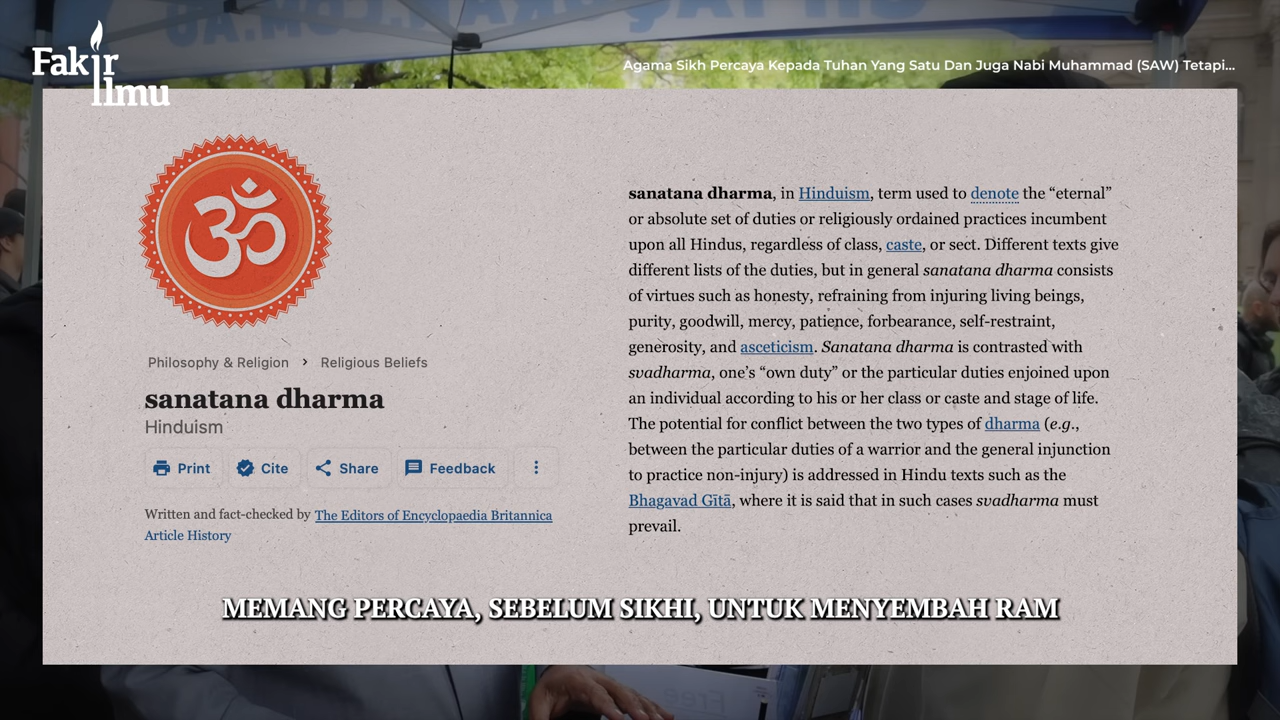 Fakir
Ilmu
Agama Sikh Percaya Kepada Tuhan Yang Satu Dan Juga Nabi Muhammad (SAW) Tetapi...
ॐ
sanatana dharma, in Hinduism, term used to denote the “eternal”
or absolute set of duties or religiously ordained practices incumbent
upon all Hindus, regardless of class, caste, or sect. Different texts give
different lists of the duties, but in general sanatana dharma consists
of virtues such as honesty, refraining from injuring living beings,
purity, goodwill, mercy, patience, forbearance, self-restraint,
generosity, and asceticism. Sanatana dharma is contrasted with
svadharma, one’s “own duty” or the particular duties enjoined upon
an individual according to his or her class or caste and stage of life.
The potential for conflict between the two types of dharma (e.g.,
between the particular duties of a warrior and the general injunction
to practice non-injury) is addressed in Hindu texts such as the
Bhagavad Gītā, where it is said that in such cases svadharma must
prevail.
Philosophy & Religion › Religious Beliefs
sanatana dharma
Hinduism
Print Cite Share Feedback
Written and fact-checked by The Editors of Encyclopaedia Britannica
Article History
MEMANG PERCAYA, SEBELUM SIKHI, UNTUK MENYEMBAH RAM
Free